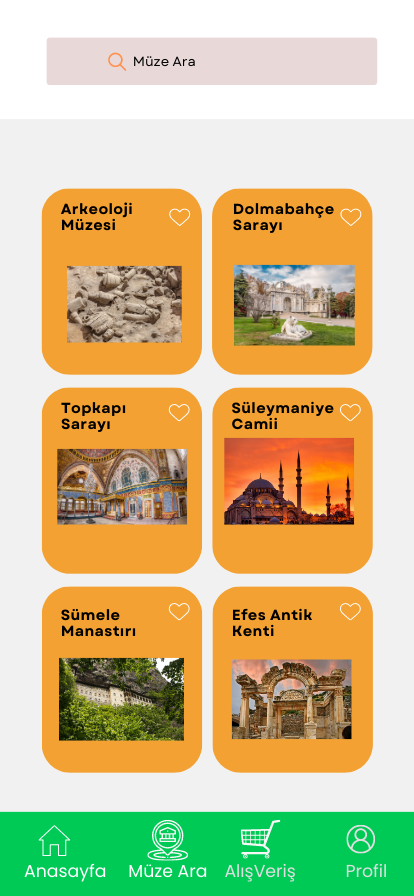 Müze Ara
Arkeoloji
Müzesi
Dolmabahçe
Sarayı
Topkapı
Sarayı
Süleymaniye
Camii
Sümele
Manastırı
Efes Antik
Kenti
Anasayfa
Müze Ara
AlışVeriş
Profil